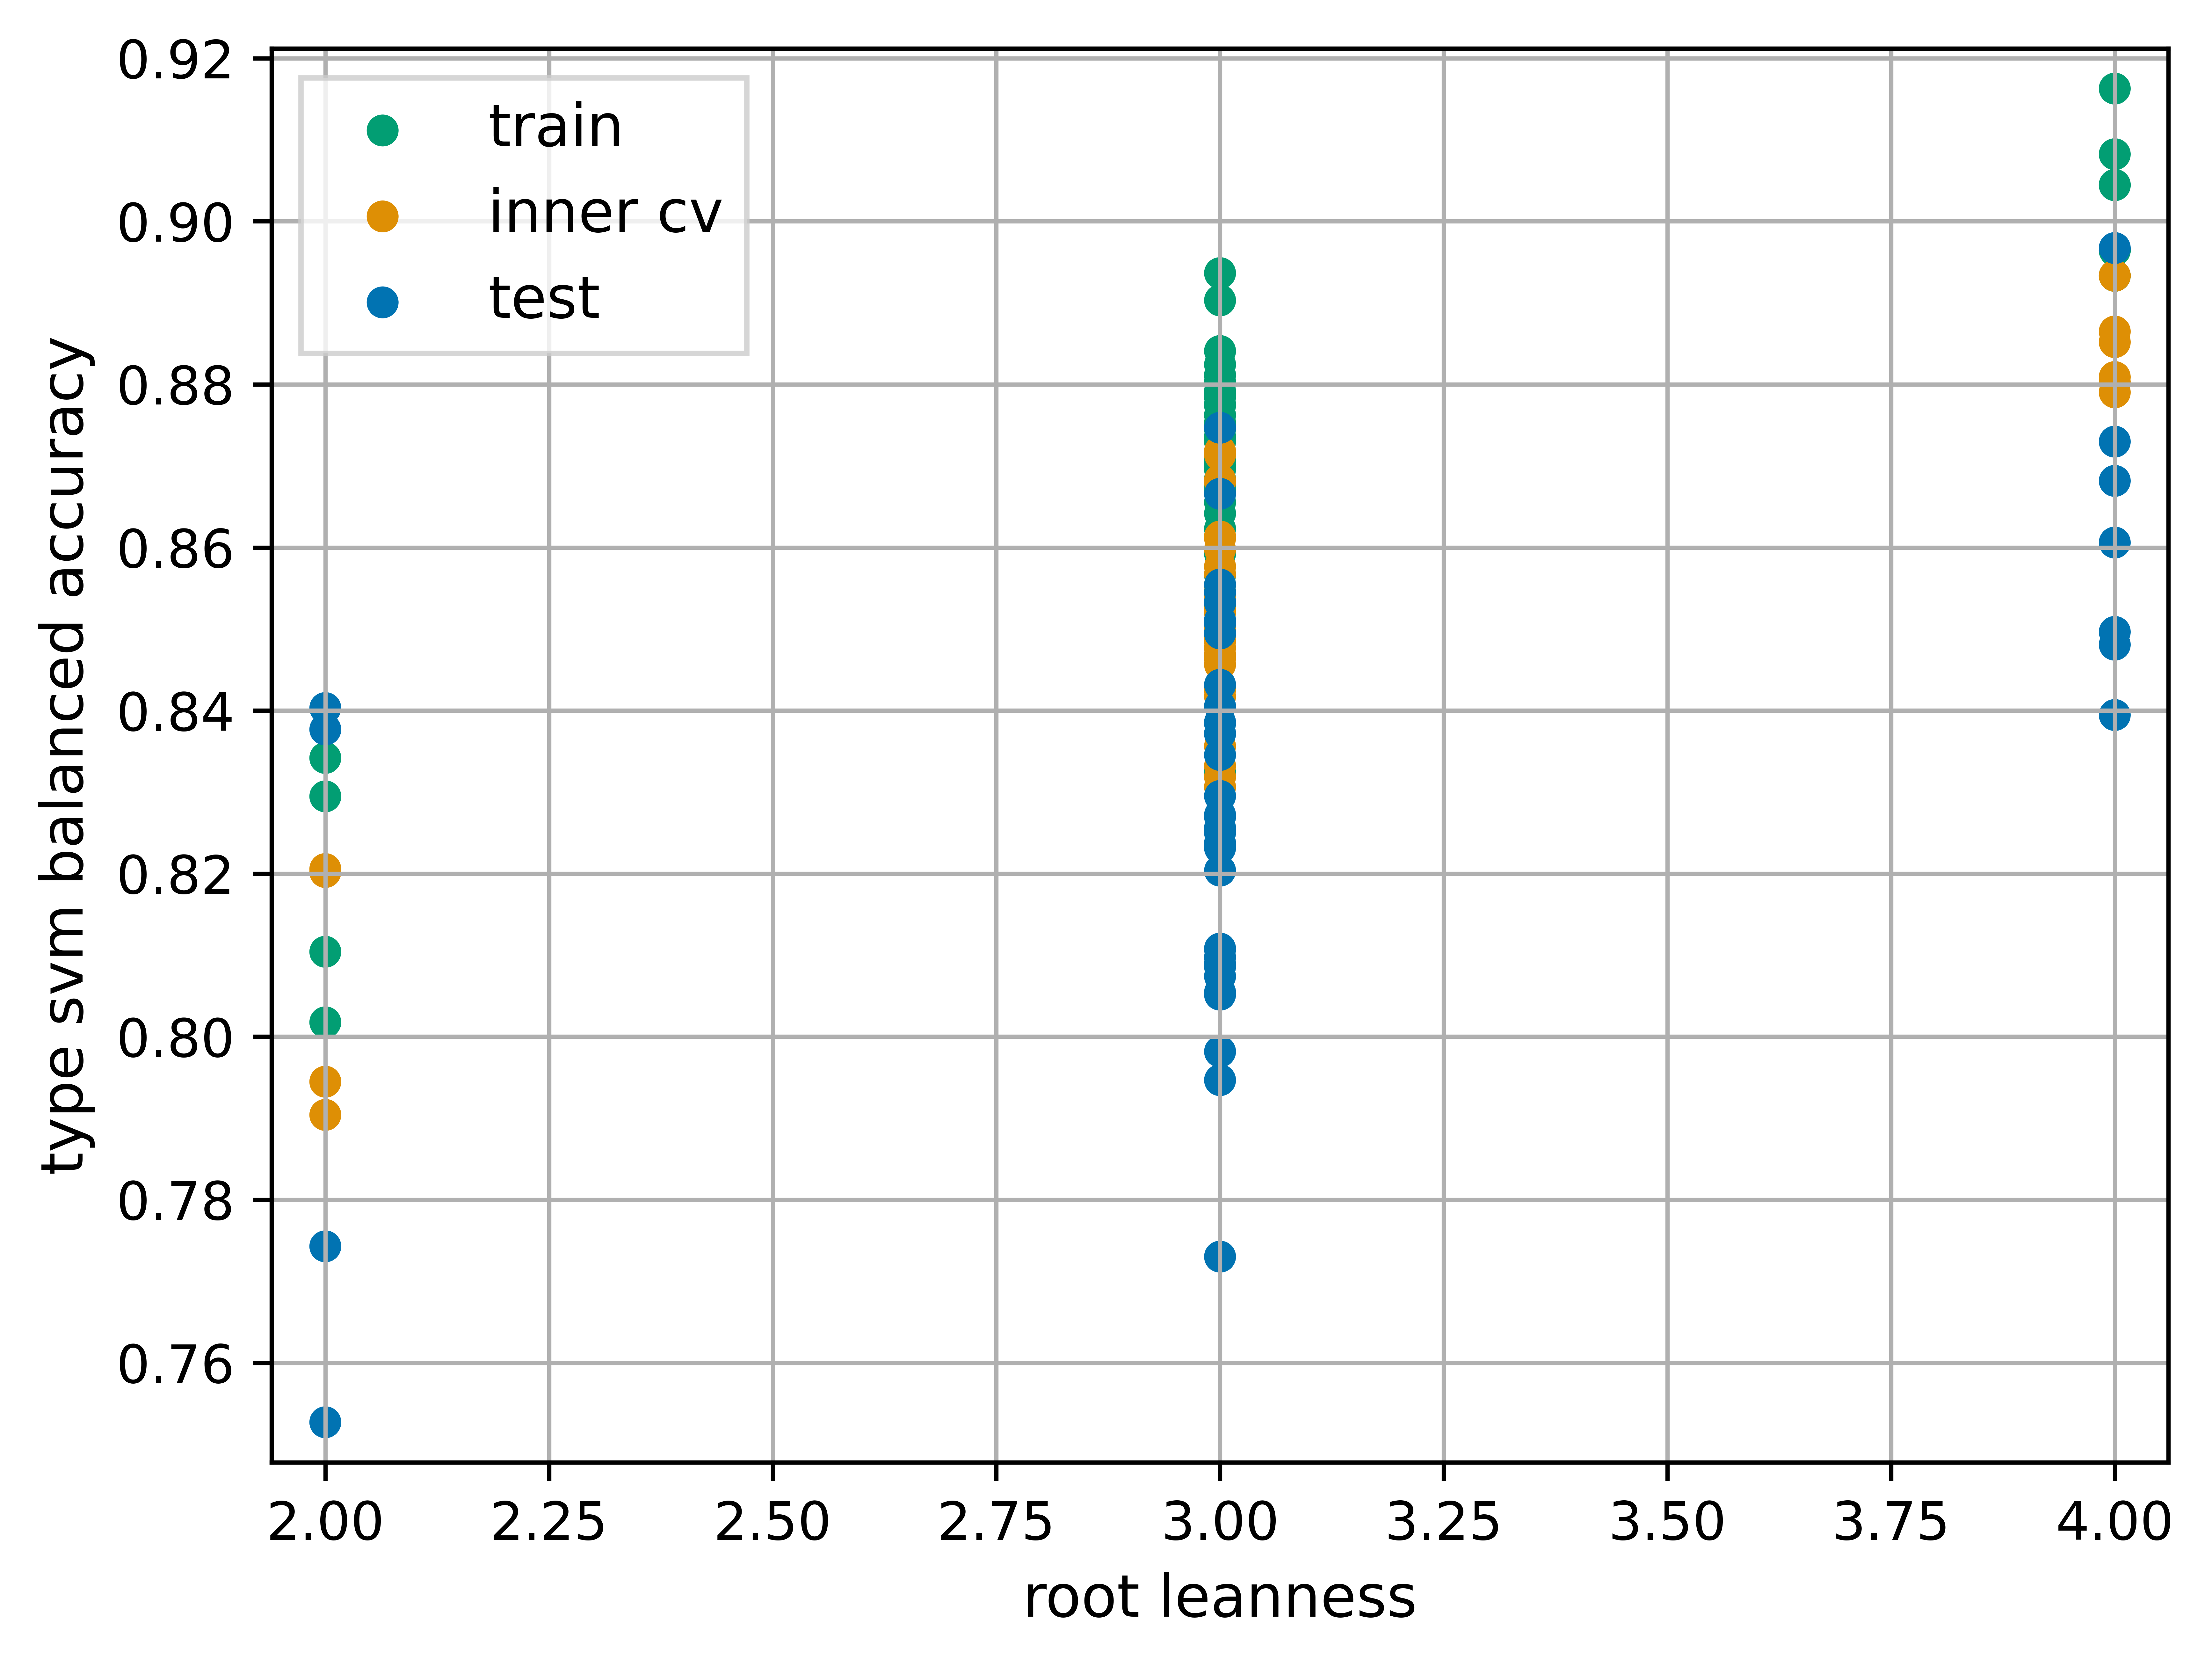 0.92
0.90
0.88
0.86
0.84
0.82
0.80
0.78
0.76
type svm balanced accuracy
train
inner cv
test
2.00 2.25 2.50 2.75 3.00 3.25 3.50 3.75 4.00
root leanness